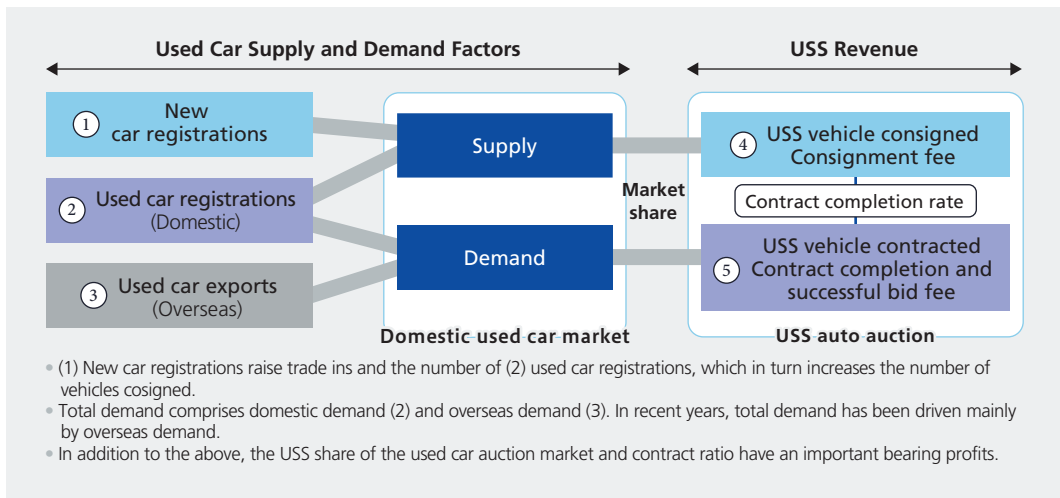 Used Car Supply and Demand Factors
USS Revenue
1
New
car registrations
2
Used car registrations
(Domestic)
3
Used car exports
(Overseas)
Supply
Demand
Domestic used car market
Market
share
4
USS vehicle consigned
Consignment fee
Contract completion rate
5
USS vehicle contracted
Contract completion and
successful bid fee
USS auto auction
• (1) New car registrations raise trade ins and the number of (2) used car registrations, which in turn increases the number of
vehicles cosigned.
• Total demand comprises domestic demand (2) and overseas demand (3). In recent years, total demand has been driven mainly
by overseas demand.
• In addition to the above, the USS share of the used car auction market and contract ratio have an important bearing profits.